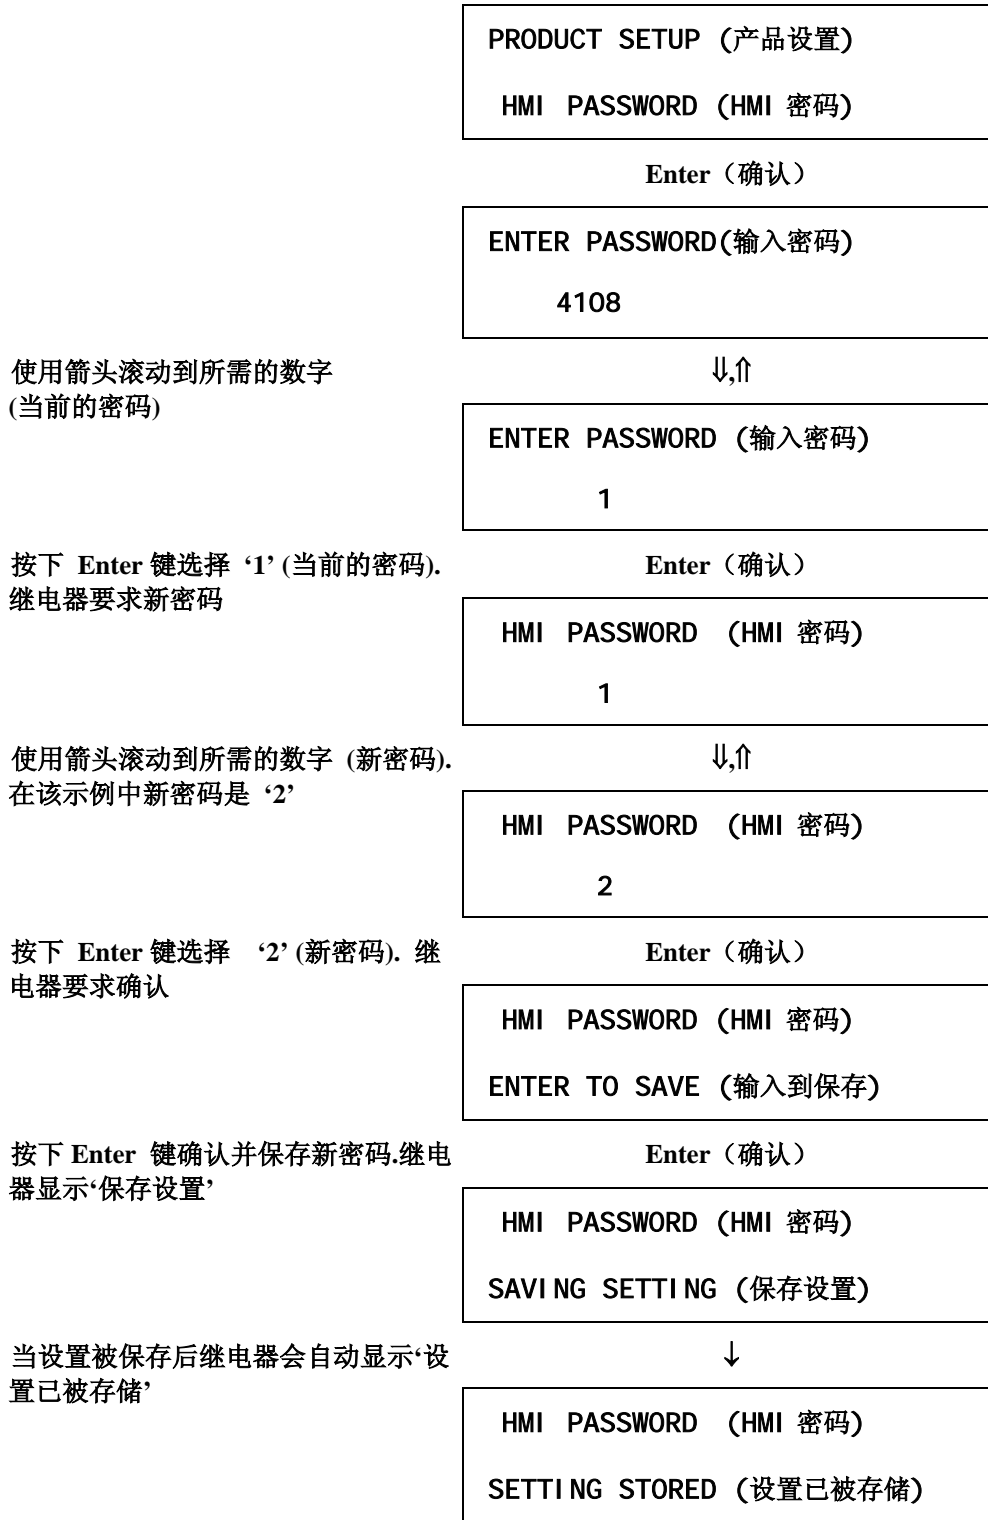 PRODUCT SETUP (产品设置)
HMI PASSWORD (HMI 密码)
Enter（确认）
ENTER PASSWORD(输入密码)
4108
使用箭头滚动到所需的数字
(当前的密码)
⇓,⇑
ENTER PASSWORD (输入密码)
1
按下 Enter 键选择 ‘1’ (当前的密码).
继电器要求新密码
Enter（确认）
HMI PASSWORD (HMI 密码)
1
使用箭头滚动到所需的数字 (新密码).
在该示例中新密码是 ‘2’
⇓,⇑
HMI PASSWORD (HMI 密码)
2
按下 Enter 键选择 ‘2’ (新密码). 继
电器要求确认
Enter（确认）
HMI PASSWORD (HMI 密码)
ENTER TO SAVE (输入到保存)
按下 Enter 键确认并保存新密码.继电
器显示‘保存设置’
Enter（确认）
HMI PASSWORD (HMI 密码)
SAVING SETTING (保存设置)
当设置被保存后继电器会自动显示‘设
置已被存储’
↓
HMI PASSWORD (HMI 密码)
SETTING STORED (设置已被存储)